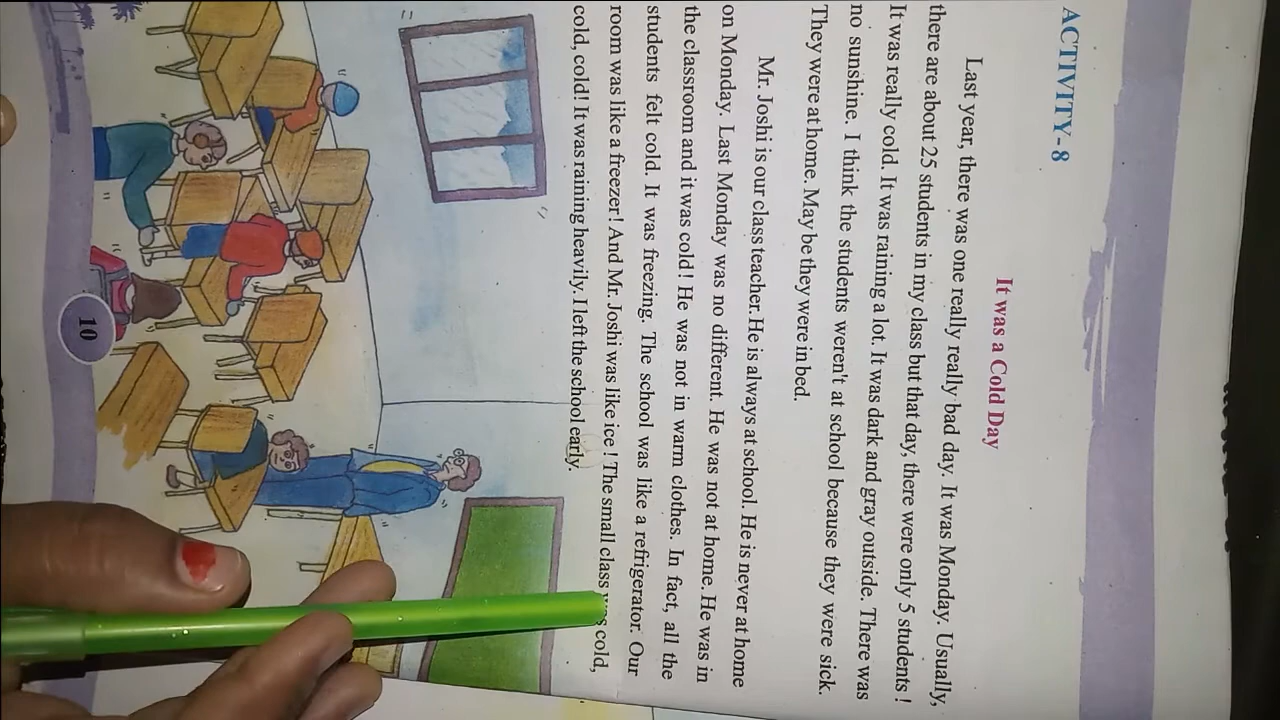 ACTIVITY - 8
It was a Cold Day
Last year, there was one really really bad day. It was Monday. Usually,
there are about 25 students in my class but that day, there were only 5 students !
It was really cold. It was raining a lot. It was dark and gray outside. There was
no sunshine. I think the students weren't at school because they were sick.
They were at home. May be they were in bed.
Mr. Joshi is our class teacher. He is always at school. He is never at home
on Monday. Last Monday was no different. He was not at home. He was in
the classroom and it was cold ! He was not in warm clothes. In fact, all the
students felt cold. It was freezing. The school was like a refrigerator. Our
room was like a freezer! And Mr. Joshi was like ice ! The small class was cold,
cold, cold! It was raining heavily. I left the school early.
10